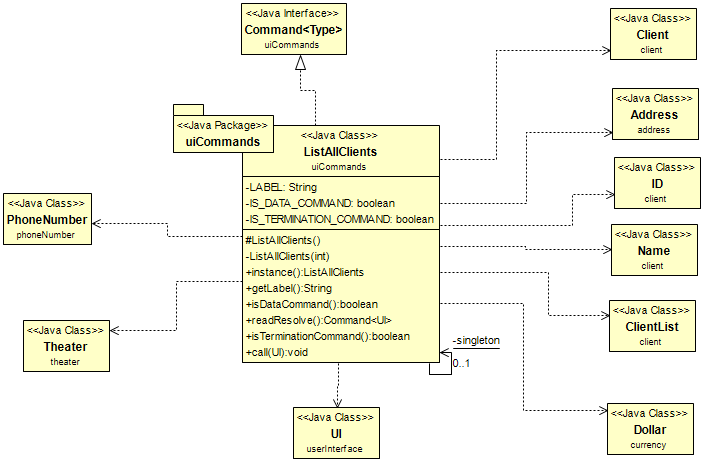 <<Java Interface>>
Command<Type>
uiCommands
<<Java Class>>
Client
client
<<Java Package>>
uiCommands
<<Java Class>>
ListAllClients
uiCommands
-LABEL: String
-IS_DATA_COMMAND: boolean
-IS_TERMINATION_COMMAND: boolean
#ListAllClients()
-ListAllClients(int)
+instance():ListAllClients
+getLabel():String
+isDataCommand():boolean
+readResolve():Command<UI>
+isTerminationCommand():boolean
+call(UI):void
<<Java Class>>
Address
address
<<Java Class>>
ID
client
<<Java Class>>
PhoneNumber
phoneNumber
<<Java Class>>
Name
client
<<Java Class>>
ClientList
client
<<Java Class>>
Theater
theater
-singleton
0..1
<<Java Class>>
UI
userInterface
<<Java Class>>
Dollar
currency